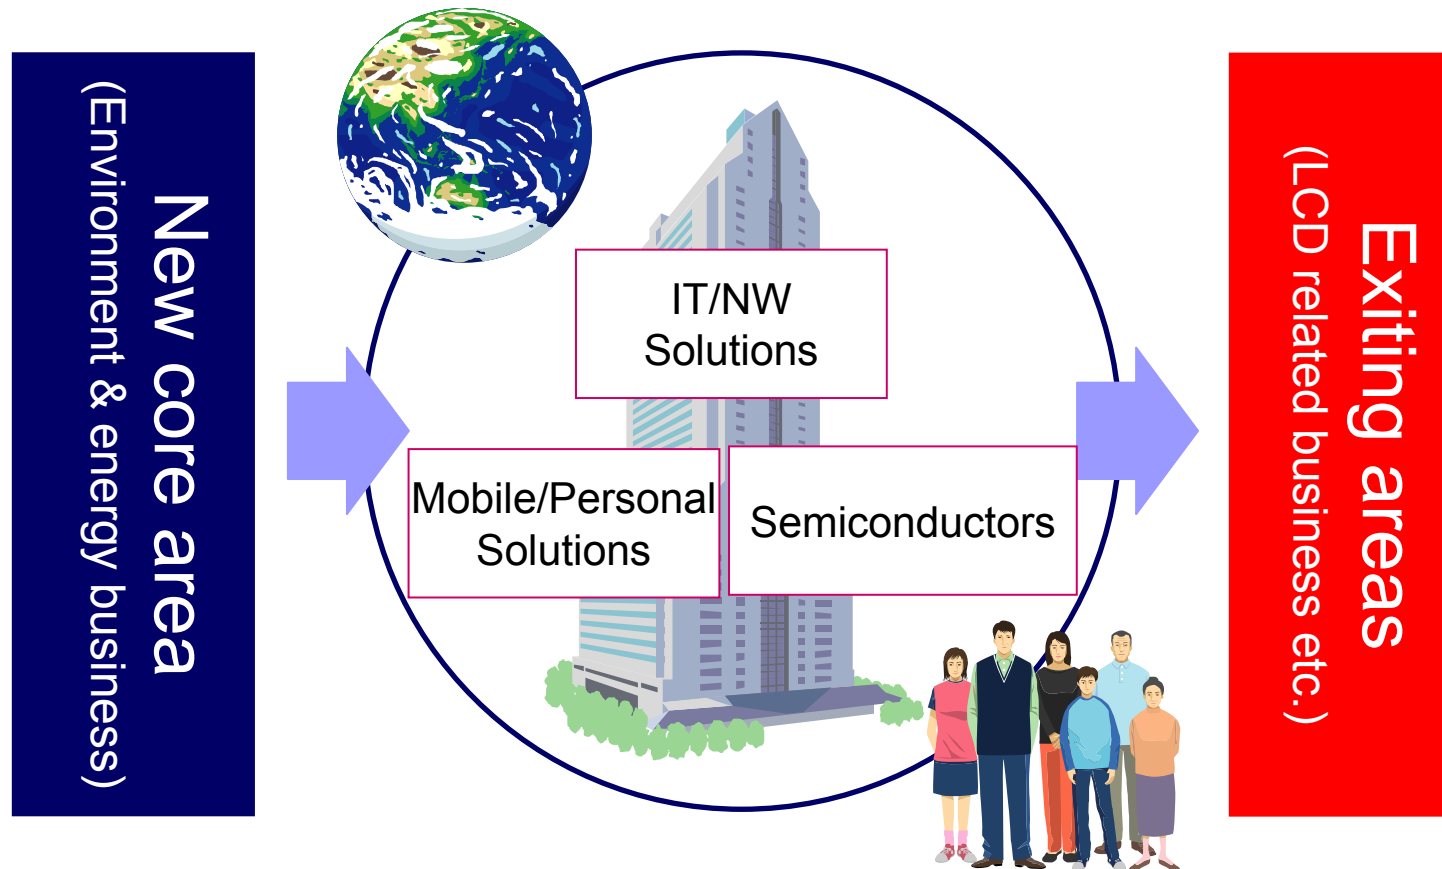 New core area
(Environment & energy business)
IT/NW
Solutions
Mobile/Personal
Solutions
Semiconductors
Exiting areas
(LCD related business etc.)